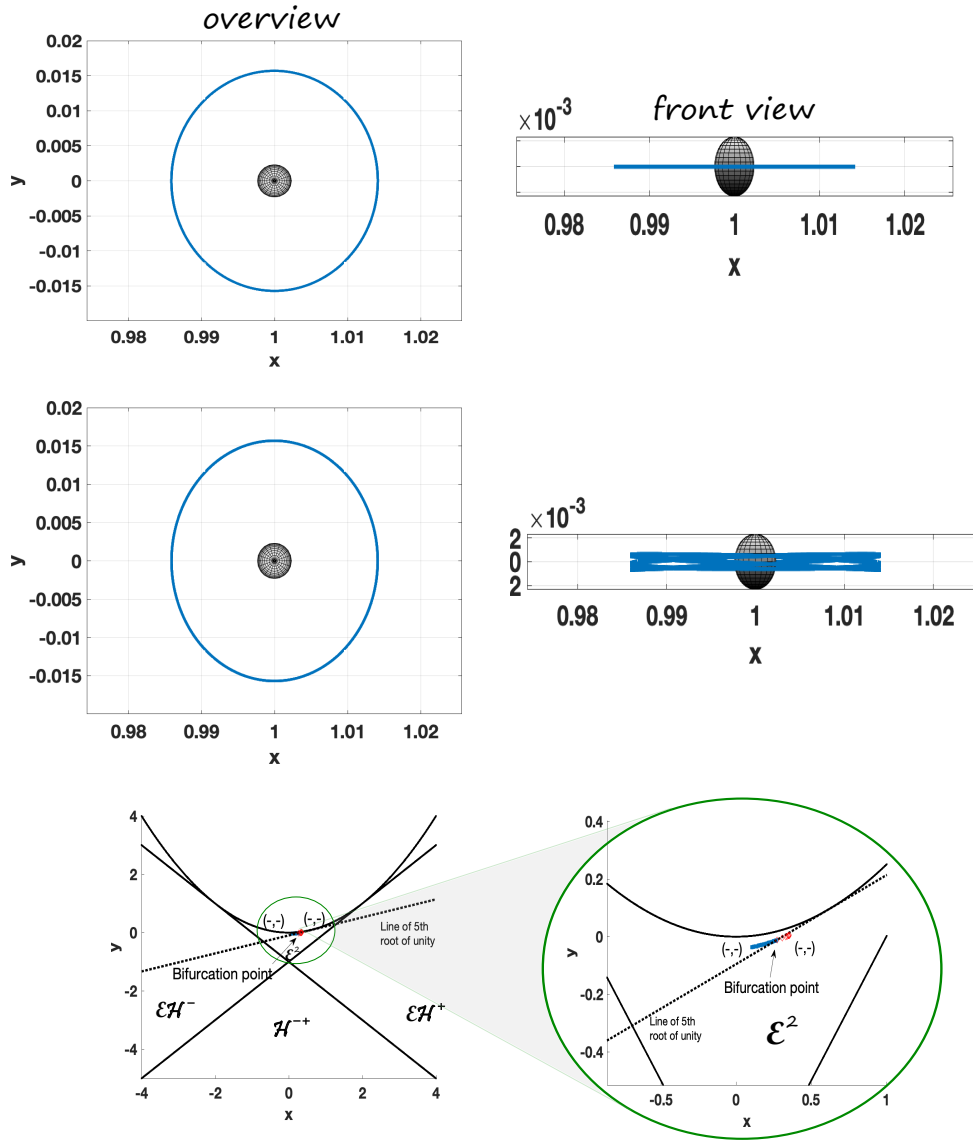 overview
0.02
0.015
0.01
0.005
0
-0.005
-0.01
-0.015
y
0.98
0.99
1
1.01
1.02
x
front view
×10⁻³
0.98
0.99
1
1.01
1.02
x
0.02
0.015
0.01
0.005
0
-0.005
-0.01
-0.015
y
0.98
0.99
1
1.01
1.02
x
×10⁻³
2
0
2
0.98
0.99
1
1.01
1.02
x
4
2
0
-2
-4
y
(-,-)
(-,-)
Line of 5th
root of unity
ℰ²
Bifurcation point
ℰℋ⁻
ℋ⁻⁺
ℰℋ⁺
-4
-2
0
2
4
x
0.4
0.2
0
-0.2
-0.4
y
(-,-)
(-,-)
Bifurcation point
Line of 5th
root of unity
ℰ²
-0.5
0
0.5
1
x